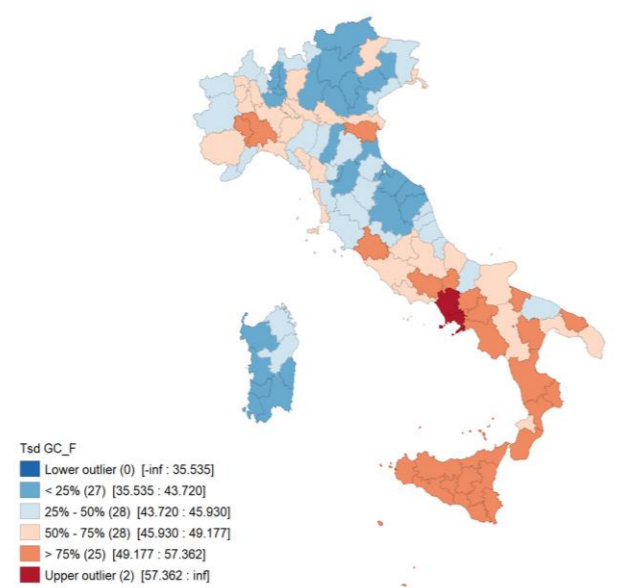 Tsd GC_F
Lower outlier (0) [-inf : 35.535]
< 25% (27) [35.535 : 43.720]
25% - 50% (28) [43.720 : 45.930]
50% - 75% (28) [45.930 : 49.177]
> 75% (25) [49.177 : 57.362]
Upper outlier (2) [57.362 : inf]